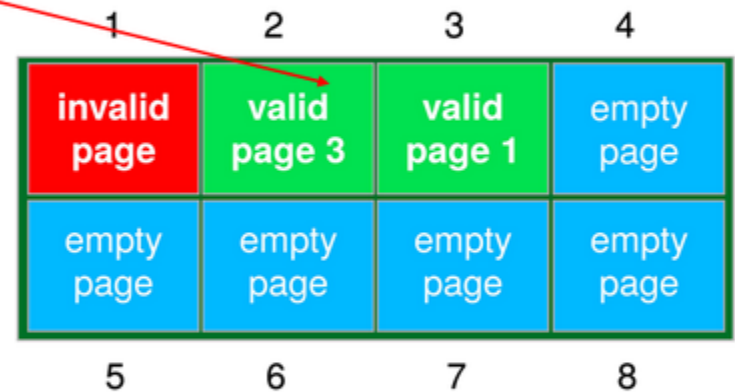 1 2 3 4
invalid page
valid page 3
valid page 1
empty page
empty page
empty page
empty page
empty page
5 6 7 8